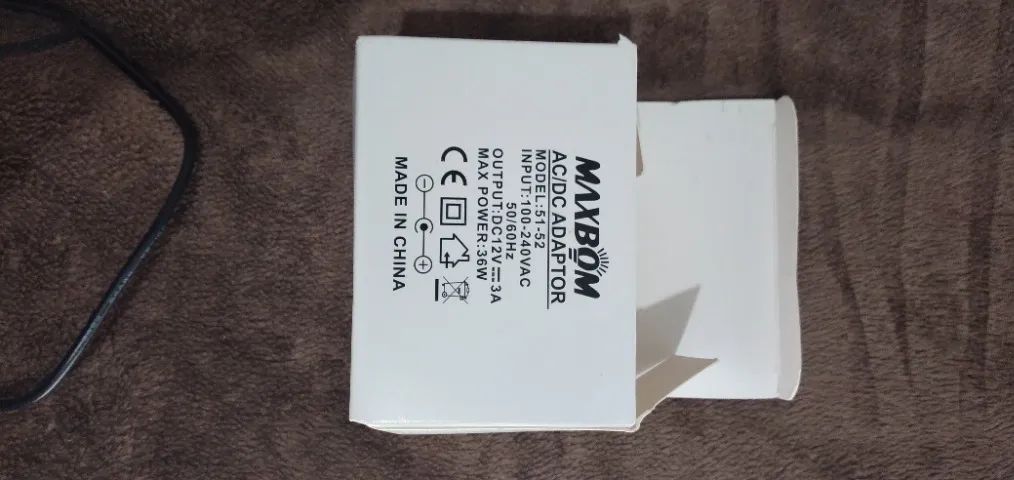 MAXBOM
AC/DC ADAPTOR
MODEL:51-52
INPUT:100-240VAC
50/60Hz
OUTPUT:DC12V⎓3A
MAX POWER:36W
CE
MADE IN CHINA